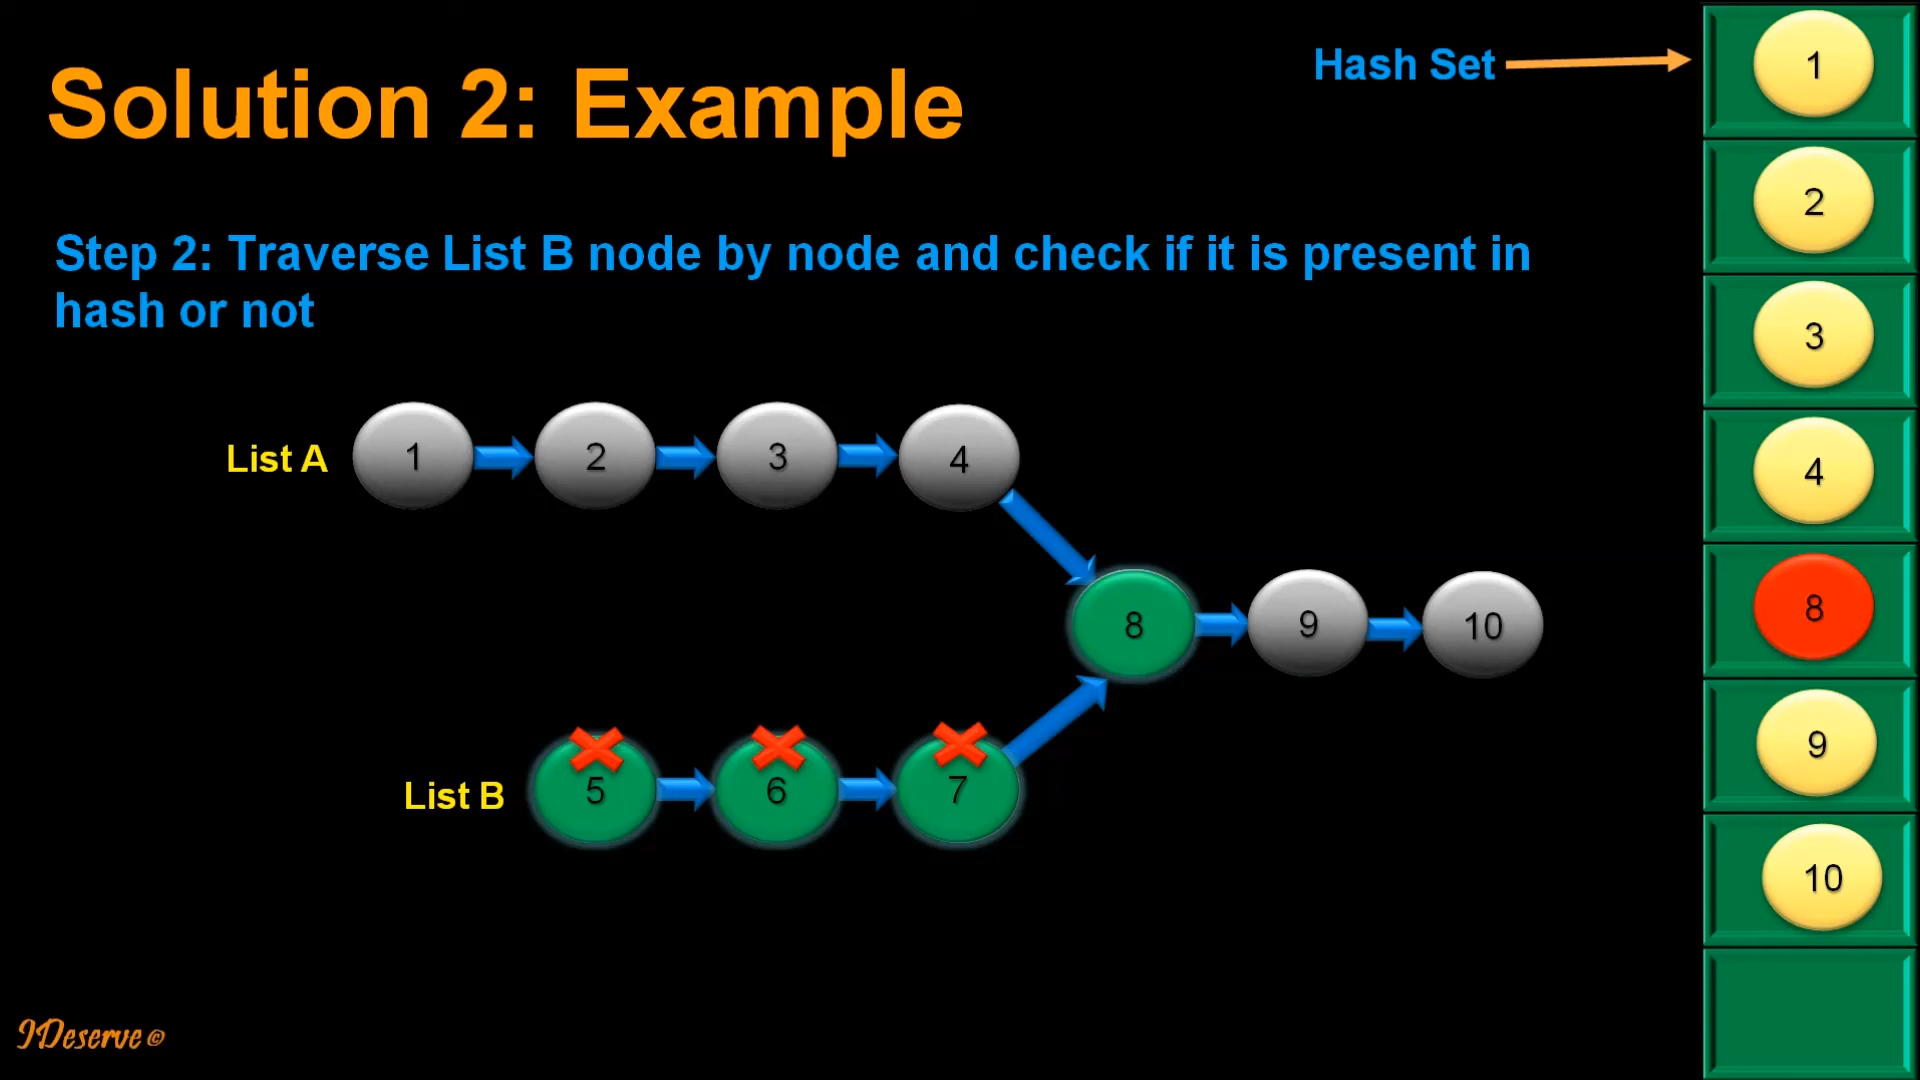 Solution 2: Example
Hash Set
Step 2: Traverse List B node by node and check if it is present in
hash or not
List A
1
2
3
4
8
9
10
List B
5
6
7
1
2
3
4
8
9
10
IDeserve ©